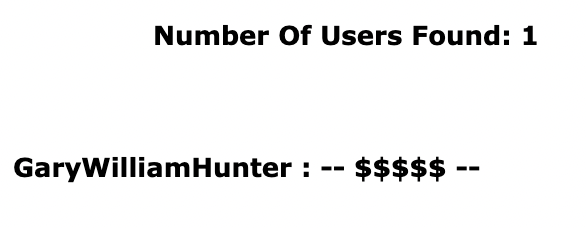 Number Of Users Found: 1
GaryWilliamHunter : -- $$$$$ --